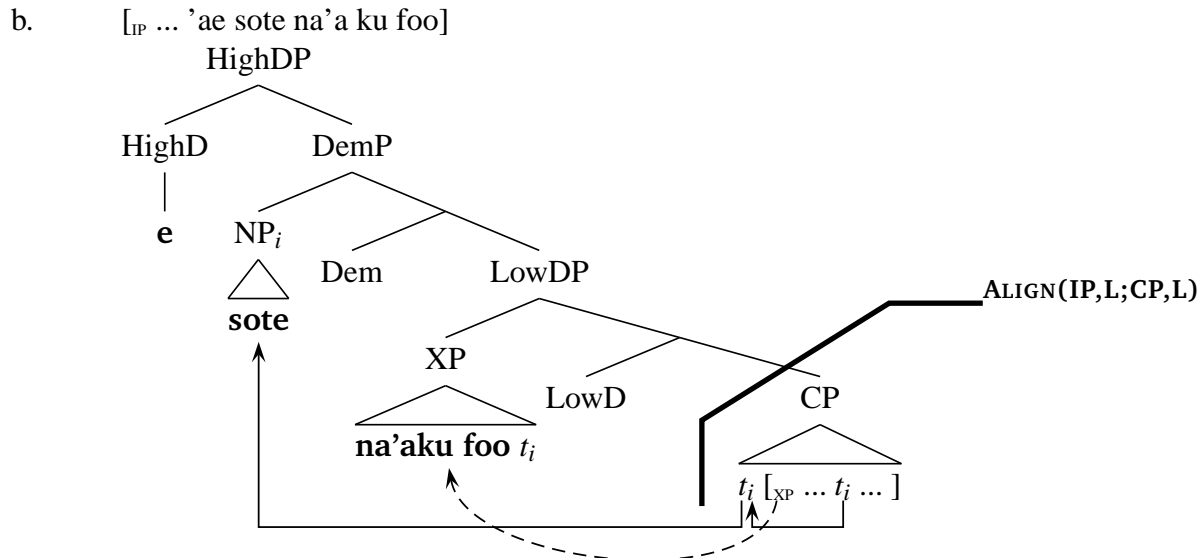 b. [IP ... ’ae sote na’a ku foo]
HighDP
HighD DemP
e NPi Dem LowDP
sote ALIGN(IP,L;CP,L)
XP LowD CP
na’aku foo ti
ti [XP ... ti ... ]